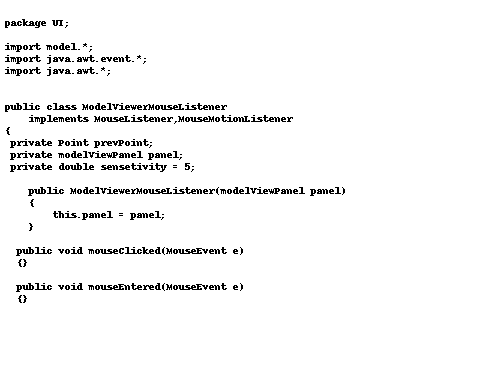 package UI;
import model.*;
import java.awt.event.*;
import java.awt.*;
public class ModelViewerMouseListener
implements MouseListener,MouseMotionListener
{
private Point prevPoint;
private modelViewPanel panel;
private double sensetivity = 5;
public ModelViewerMouseListener(modelViewPanel panel)
{
this.panel = panel;
}
public void mouseClicked(MouseEvent e)
{}
public void mouseEntered(MouseEvent e)
{}